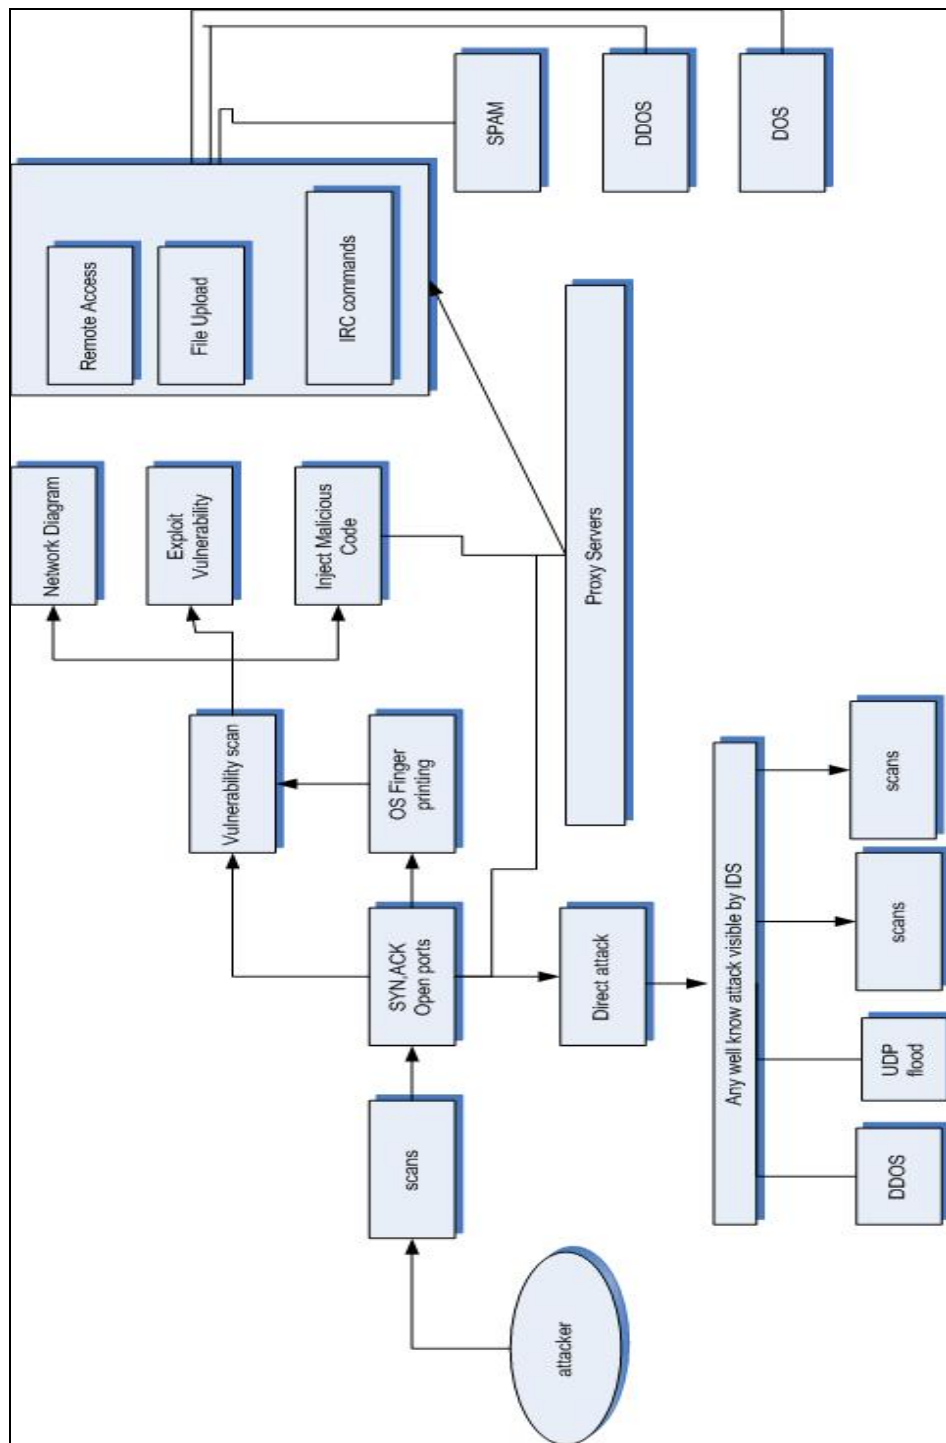 attacker
scans
SYN,ACK
Open ports
OS Finger
printing
Vulnerability scan
Network Diagram
Exploit
Vulnerability
Inject Malicious
Code
Remote Access
File Upload
IRC commands
SPAM
DDOS
DOS
Proxy Servers
Direct attack
Any well know attack visible by IDS
DDOS
UDP
flood
scans
scans